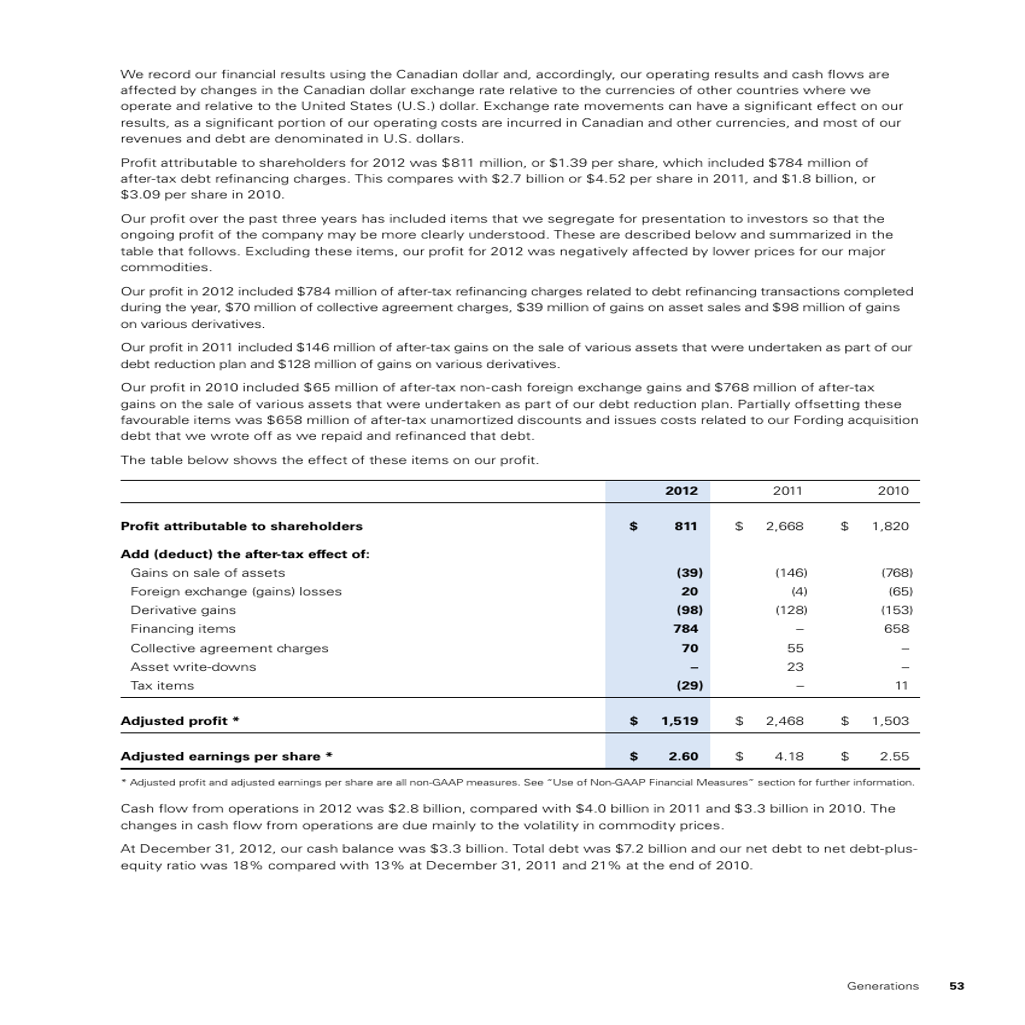 We record our financial results using the Canadian dollar and, accordingly, our operating results and cash flows are
affected by changes in the Canadian dollar exchange rate relative to the currencies of other countries where we
operate and relative to the United States (U.S.) dollar. Exchange rate movements can have a significant effect on our
results, as a significant portion of our operating costs are incurred in Canadian and other currencies, and most of our
revenues and debt are denominated in U.S. dollars.
Profit attributable to shareholders for 2012 was $811 million, or $1.39 per share, which included $784 million of
after-tax debt refinancing charges. This compares with $2.7 billion or $4.52 per share in 2011, and $1.8 billion, or
$3.09 per share in 2010.
Our profit over the past three years has included items that we segregate for presentation to investors so that the
ongoing profit of the company may be more clearly understood. These are described below and summarized in the
table that follows. Excluding these items, our profit for 2012 was negatively affected by lower prices for our major
commodities.
Our profit in 2012 included $784 million of after-tax refinancing charges related to debt refinancing transactions completed
during the year, $70 million of collective agreement charges, $39 million of gains on asset sales and $98 million of gains
on various derivatives.
Our profit in 2011 included $146 million of after-tax gains on the sale of various assets that were undertaken as part of our
debt reduction plan and $128 million of gains on various derivatives.
Our profit in 2010 included $65 million of after-tax non-cash foreign exchange gains and $768 million of after-tax
gains on the sale of various assets that were undertaken as part of our debt reduction plan. Partially offsetting these
favourable items was $658 million of after-tax unamortized discounts and issues costs related to our Fording acquisition
debt that we wrote off as we repaid and refinanced that debt.
The table below shows the effect of these items on our profit.
2012 2011 2010
Profit attributable to shareholders $ 811 $ 2,668 $ 1,820
Add (deduct) the after-tax effect of:
Gains on sale of assets (39) (146) (768)
Foreign exchange (gains) losses 20 (4) (65)
Derivative gains (98) (128) (153)
Financing items 784 – 658
Collective agreement charges 70 55 –
Asset write-downs – 23 –
Tax items (29) – 11
Adjusted profit * $ 1,519 $ 2,468 $ 1,503
Adjusted earnings per share * $ 2.60 $ 4.18 $ 2.55
* Adjusted profit and adjusted earnings per share are all non-GAAP measures. See “Use of Non-GAAP Financial Measures” section for further information.
Cash flow from operations in 2012 was $2.8 billion, compared with $4.0 billion in 2011 and $3.3 billion in 2010. The
changes in cash flow from operations are due mainly to the volatility in commodity prices.
At December 31, 2012, our cash balance was $3.3 billion. Total debt was $7.2 billion and our net debt to net debt-plus-
equity ratio was 18% compared with 13% at December 31, 2011 and 21% at the end of 2010.
Generations 53